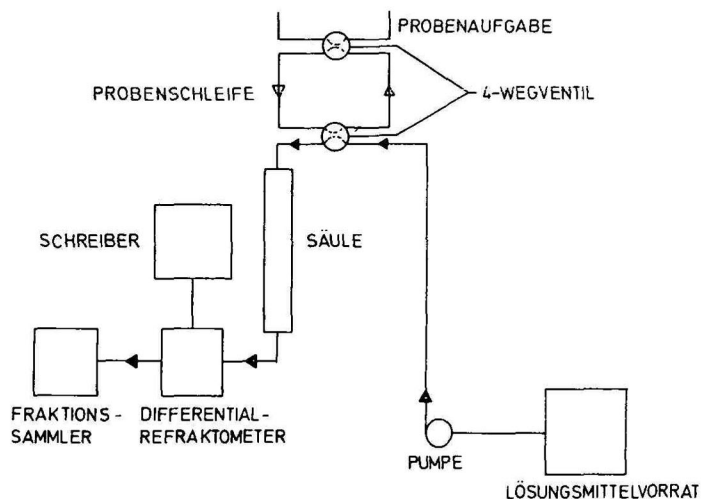 PROBENAUFGABE
PROBENSCHLEIFE
4-WEGVENTIL
SCHREIBER
SÄULE
FRAKTIONS-
SAMMLER
DIFFERENTIAL-
REFRAKTOMETER
PUMPE
LÖSUNGSMITTELVORRAT